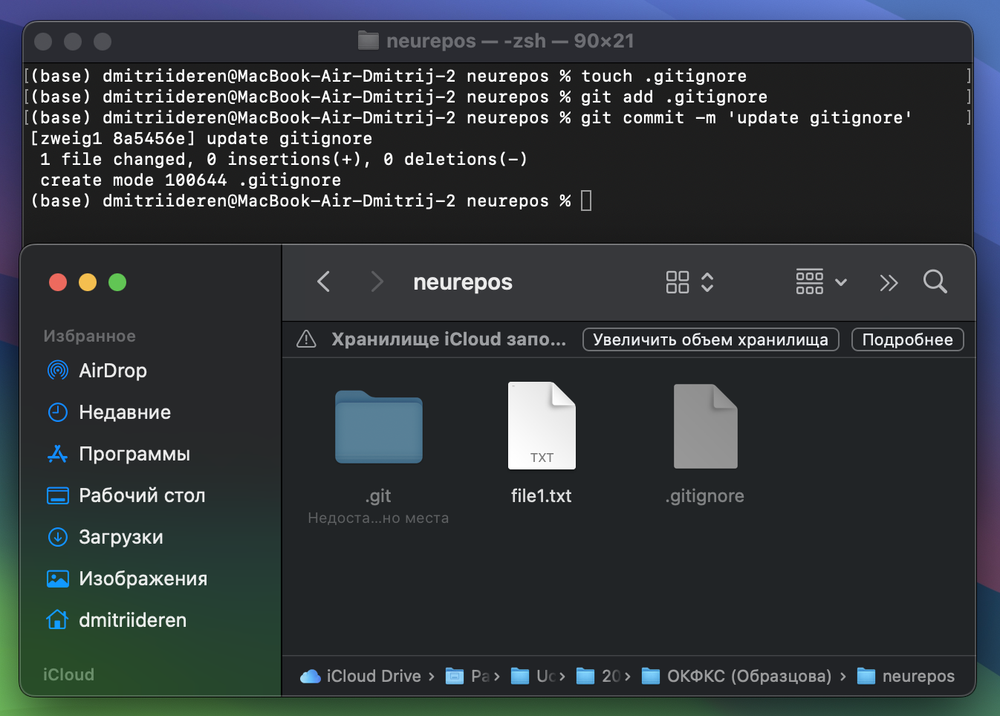 neurepos — -zsh — 90×21
[(base) dmitriideren@MacBook-Air-Dmitrij-2 neurepos % touch .gitignore ]
[(base) dmitriideren@MacBook-Air-Dmitrij-2 neurepos % git add .gitignore ]
[(base) dmitriideren@MacBook-Air-Dmitrij-2 neurepos % git commit -m 'update gitignore' ]
[zweig1 8a5456e] update gitignore
1 file changed, 0 insertions(+), 0 deletions(-)
create mode 100644 .gitignore
(base) dmitriideren@MacBook-Air-Dmitrij-2 neurepos %
neurepos
Избранное
AirDrop
Недавние
Программы
Рабочий стол
Загрузки
Изображения
dmitriideren
iCloud
Хранилище iCloud запо... Увеличить объем хранилища Подробнее
TXT
.git file1.txt .gitignore
Недоста...но места
iCloud Drive › Ра › Uc › 20 › ОКФКС (Образцова) › neurepos